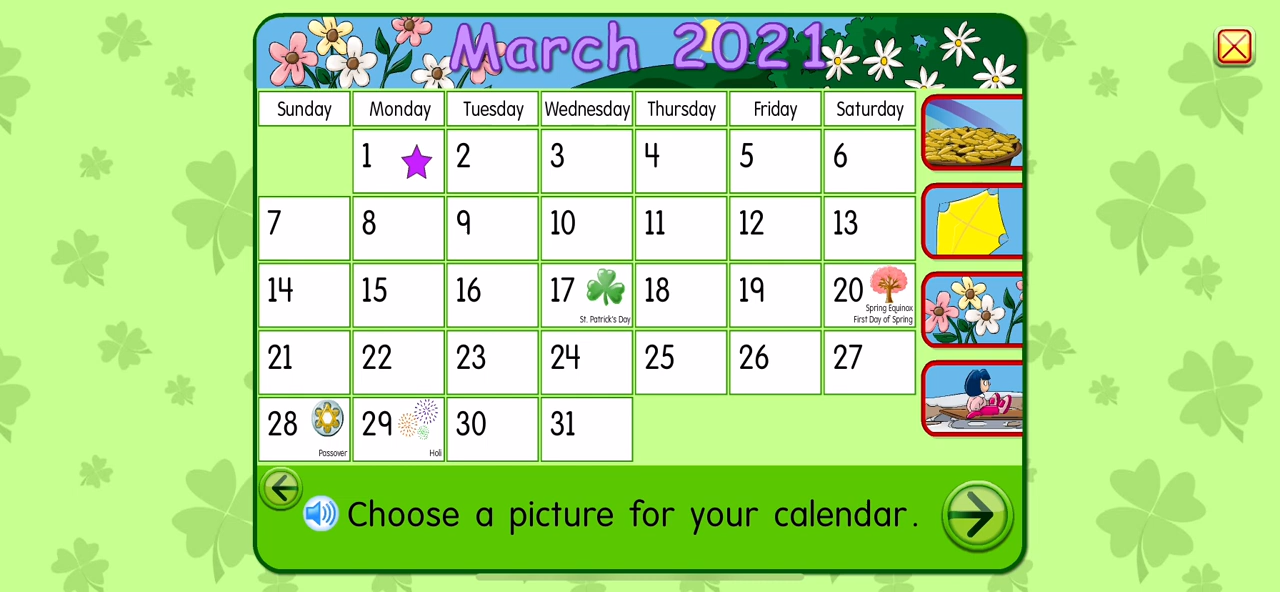 March 2021
Sunday Monday Tuesday Wednesday Thursday Friday Saturday
1 2 3 4 5 6
7 8 9 10 11 12 13
14 15 16 17 18 19 20
St. Patrick's Day
Spring Equinox
First Day of Spring
21 22 23 24 25 26 27
28 29 30 31
Passover
Holi
Choose a picture for your calendar.